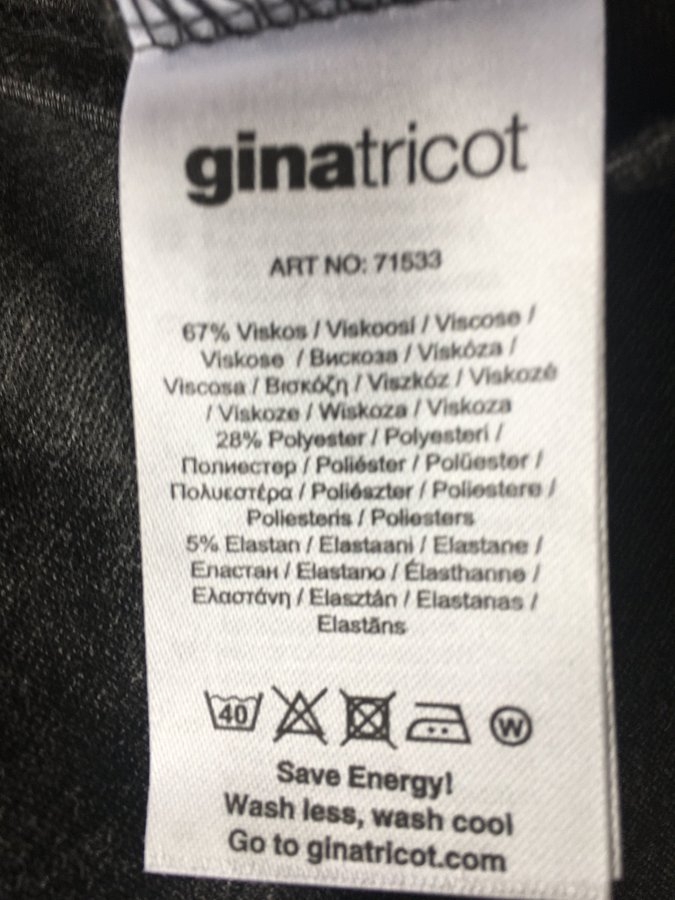 ginatricot
ART NO: 71533
67% Viskos / Viskoosi / Viscose /
Viskose / Вискоза / Viskóza /
Viscosa / Βισκόζη / Viszkóz / Viskozė
/ Viskoze / Wiskoza / Viskoza
28% Polyester / Polyesteri /
Полиестер / Poliéster / Polüester /
Πολυεστέρα / Poliészter / Poliestere /
Poliesteris / Poliesters
5% Elastan / Elastaani / Elastane /
Еластан / Elastano / Élasthanne /
Ελαστάνη / Elasztán / Elastanas /
Elastāns
40 W
Save Energy!
Wash less, wash cool
Go to ginatricot.com